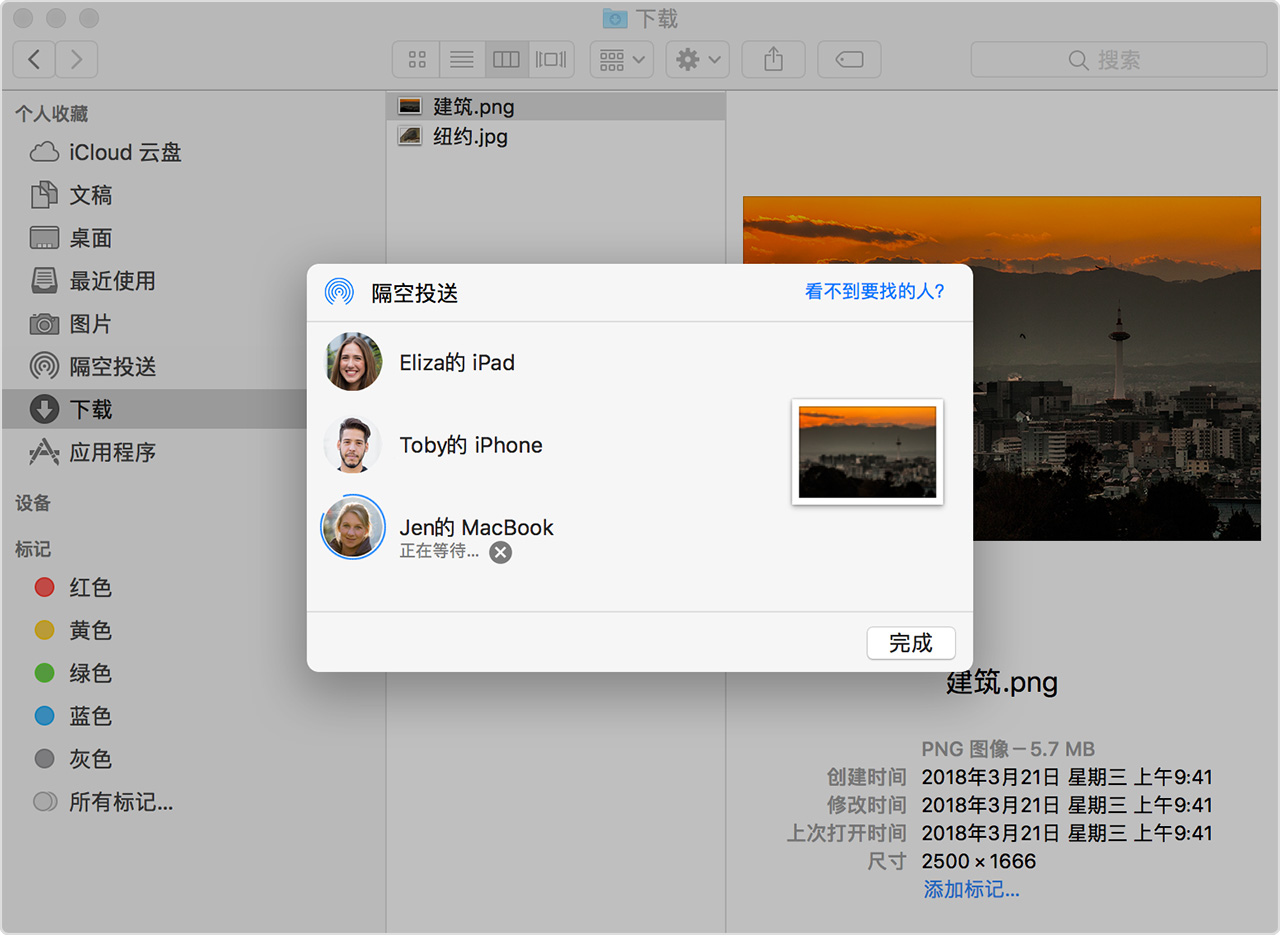 下载
搜索
个人收藏
iCloud 云盘
文稿
桌面
最近使用
图片
隔空投送
下载
应用程序
设备
标记
红色
黄色
绿色
蓝色
灰色
所有标记...
建筑.png
纽约.jpg
隔空投送
看不到要找的人?
Eliza的 iPad
Toby的 iPhone
Jen的 MacBook
正在等待...
完成
建筑.png
PNG 图像 – 5.7 MB
创建时间 2018年3月21日 星期三 上午9:41
修改时间 2018年3月21日 星期三 上午9:41
上次打开时间 2018年3月21日 星期三 上午9:41
尺寸 2500 × 1666
添加标记...